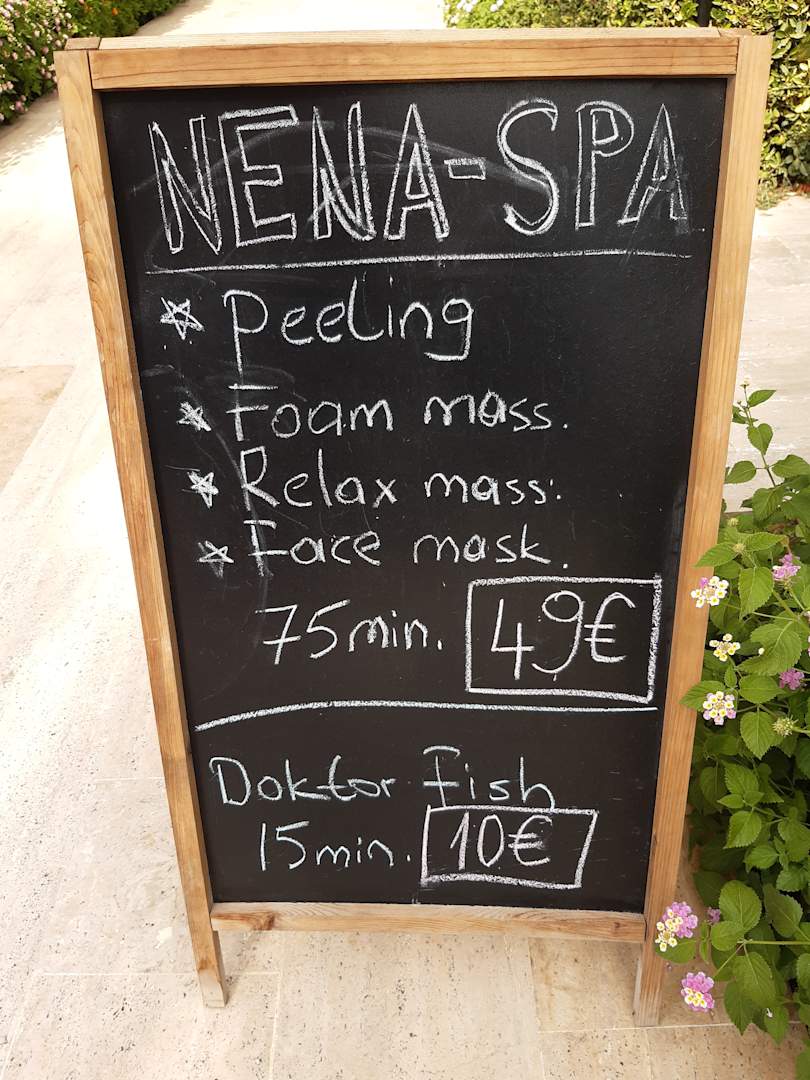 NENA-SPA
☆ Peeling
☆ Foam mass.
☆ Relax mass.
☆ Face mask.
75min. 49€
Doktor Fish
15min. 10€